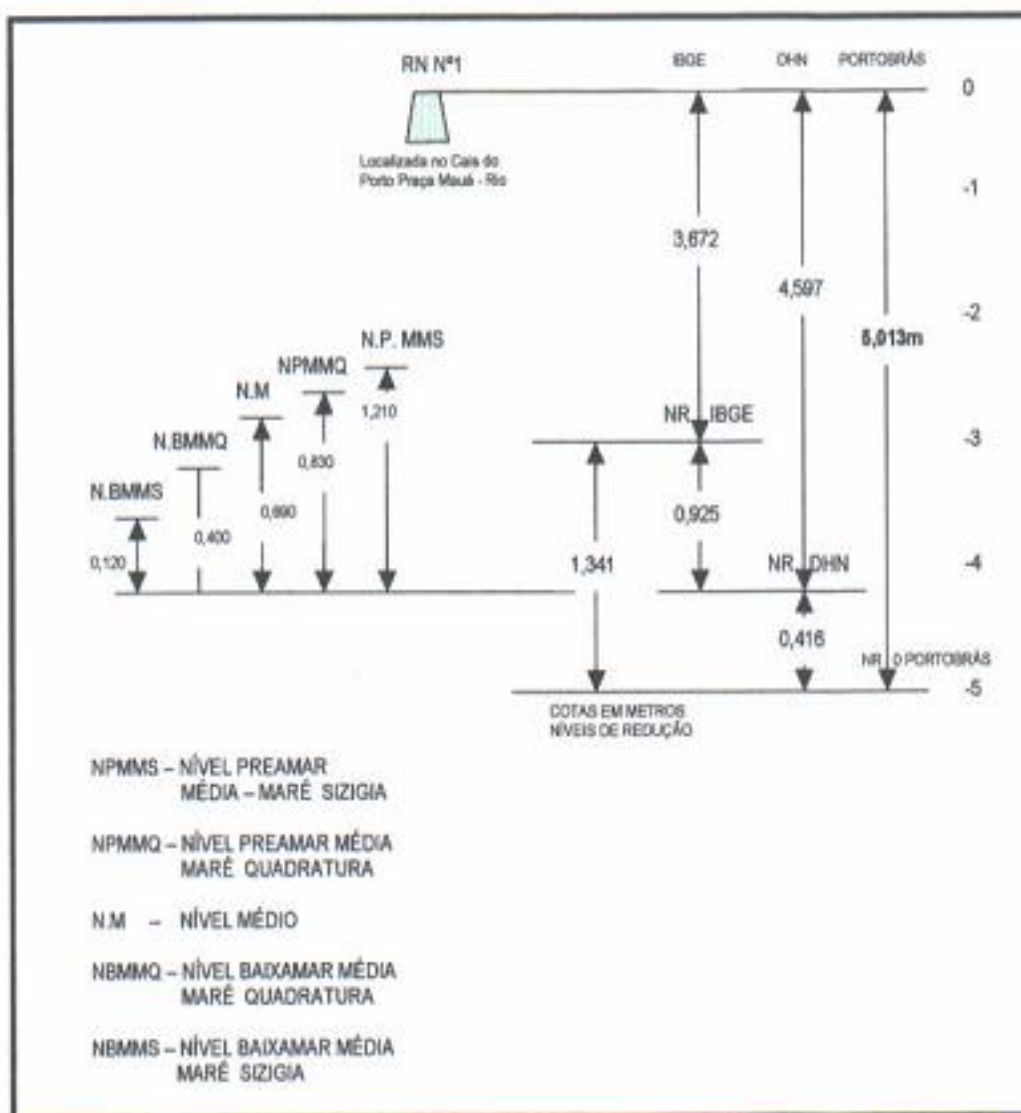 IBGE DHN PORTOBRÁS
RN Nº1
0
Localizada no Cais do
Porto Praça Mauá - Rio
-1
3,672
4,597
-2
5,013m
N.P. MMS
NPMMQ
N.M
1,210
NR IBGE
-3
N.BMMQ
0,830
N.BMMS
0,690
0,925
0,400
0,120
1,341
NR DHN
-4
0,416
NR 0 PORTOBRÁS
-5
COTAS EM METROS
NÍVEIS DE REDUÇÃO
NPMMS – NÍVEL PREAMAR
MÉDIA – MARÉ SIZIGIA
NPMMQ – NÍVEL PREAMAR MÉDIA
MARÉ QUADRATURA
N.M – NÍVEL MÉDIO
NBMMQ – NÍVEL BAIXAMAR MÉDIA
MARÉ QUADRATURA
NBMMS – NÍVEL BAIXAMAR MÉDIA
MARÉ SIZIGIA